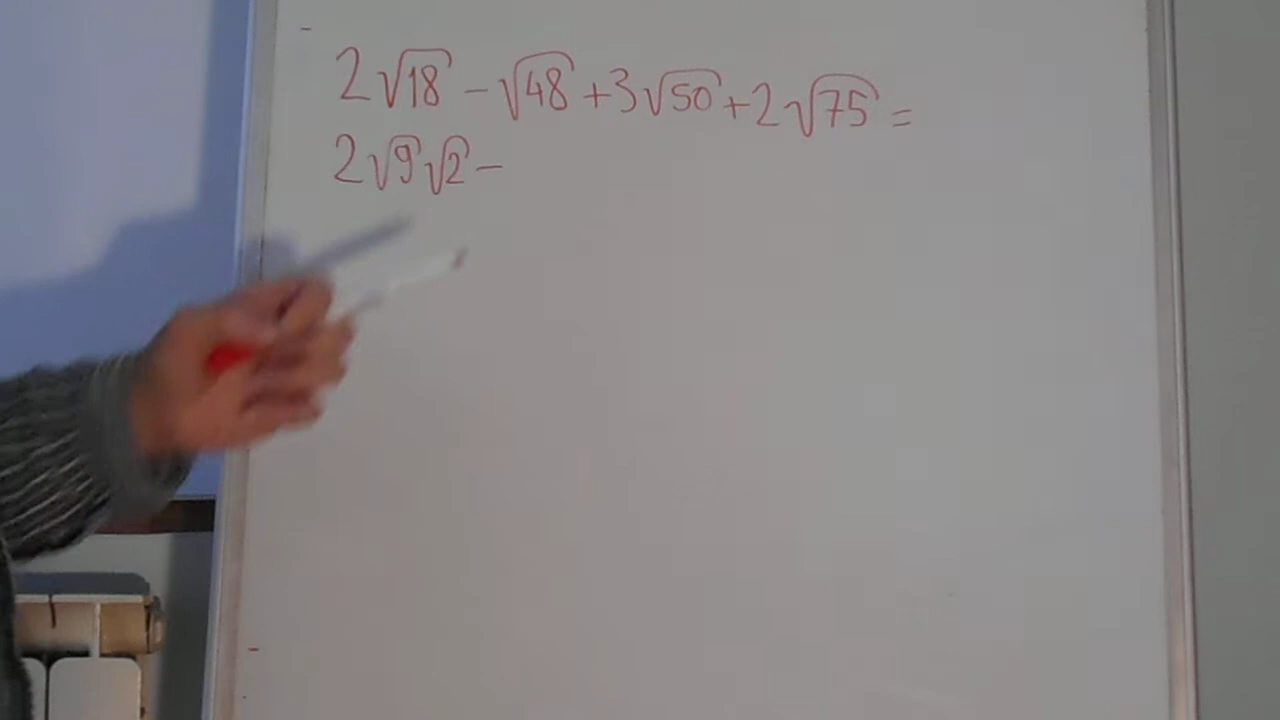 2√18 - √48 + 3√50 + 2√75 =
2√9√2 -